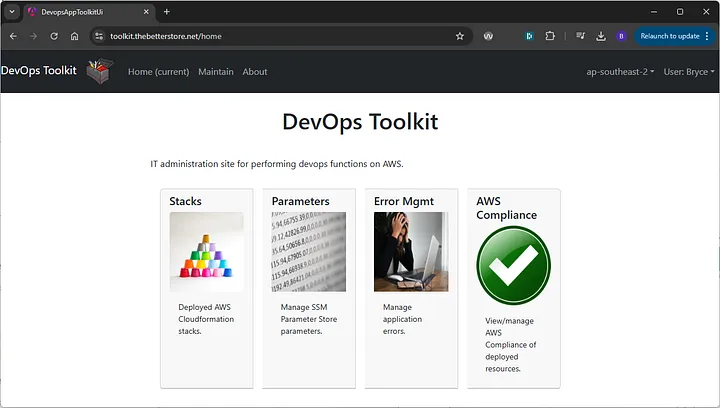 DevopsAppToolkitUi
toolkit.thebetterstore.net/home
B
Relaunch to update
DevOps Toolkit
Home (current)
Maintain
About
ap-southeast-2
User: Bryce
DevOps Toolkit
IT administration site for performing devops functions on AWS.
Stacks
Deployed AWS
Cloudformation
stacks.
Parameters
Manage SSM
Parameter Store
parameters.
Error Mgmt
Manage
application
errors.
AWS
Compliance
View/manage
AWS
Compliance of
deployed
resources.